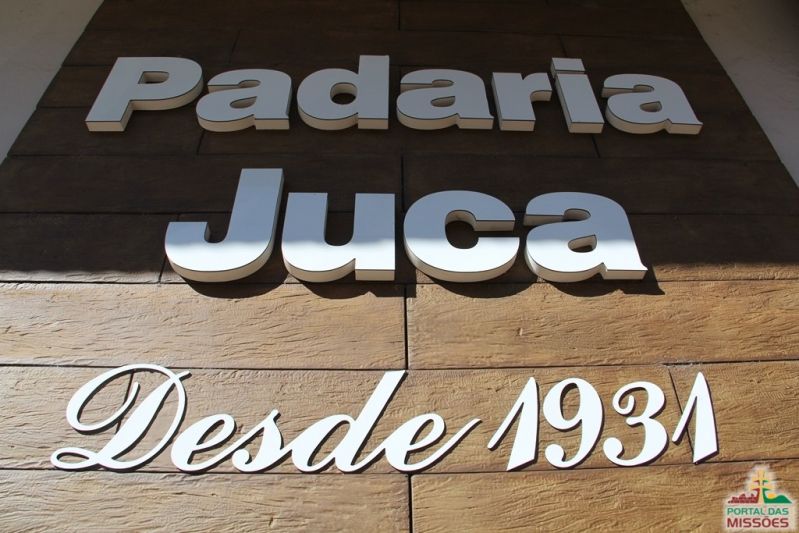 Padaria
Juca
Desde 1931
PORTAL DAS
MISSÕES